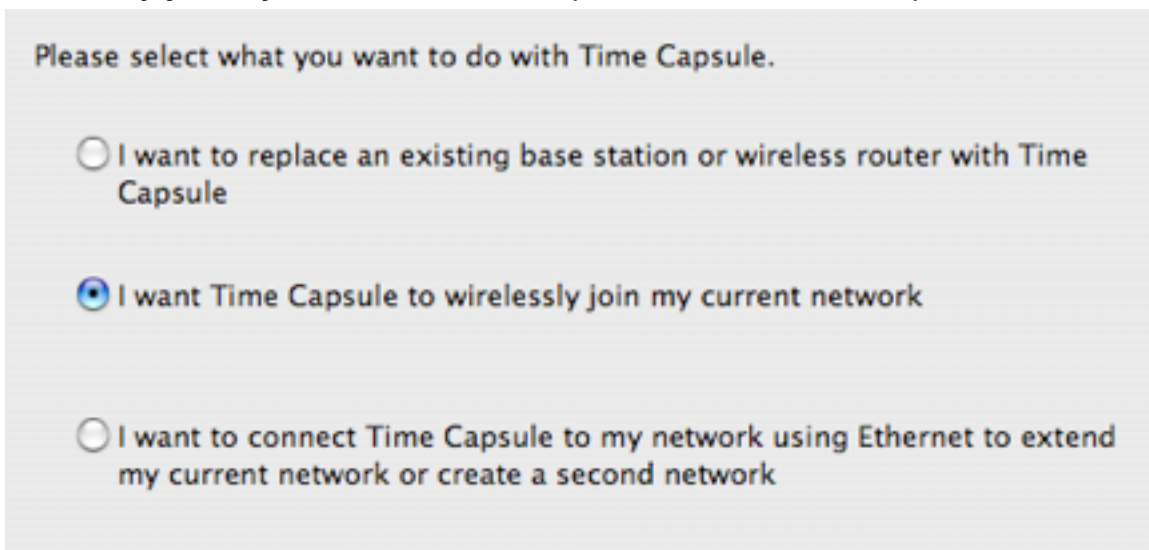 Please select what you want to do with Time Capsule.
I want to replace an existing base station or wireless router with Time
Capsule
I want Time Capsule to wirelessly join my current network
I want to connect Time Capsule to my network using Ethernet to extend
my current network or create a second network